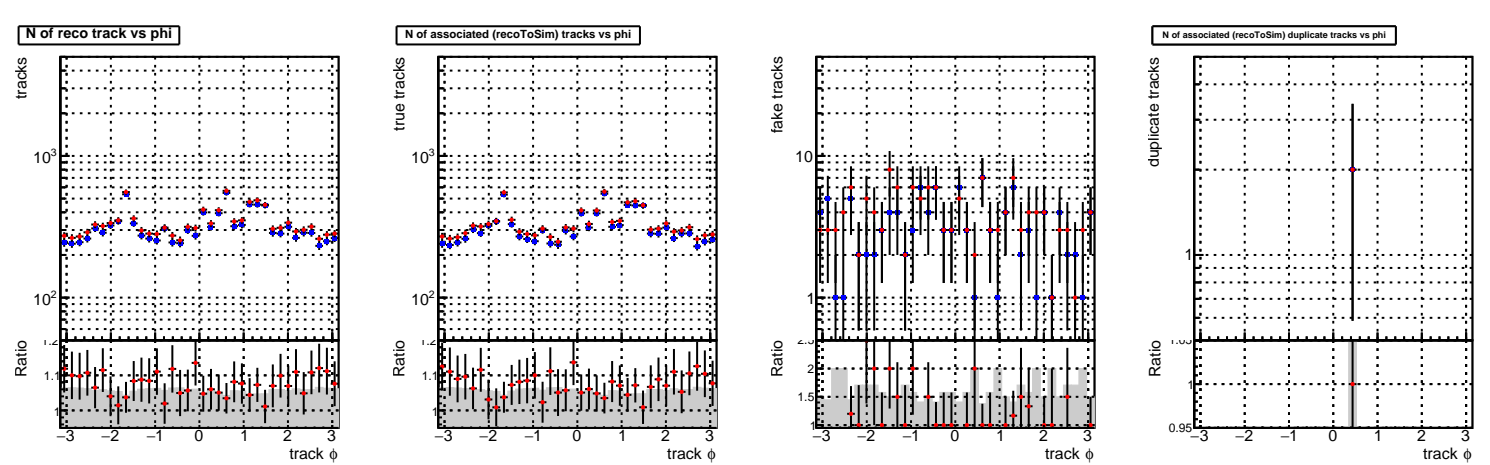 N of reco track vs phi
tracks
10³
10²
Ratio
1.2
1.1
1
−3 −2 −1 0 1 2 3
track ϕ
N of associated (recoToSim) tracks vs phi
true tracks
10³
10²
Ratio
1.2
1.1
1
−3 −2 −1 0 1 2 3
track ϕ
fake tracks
10
1
Ratio
2.5
2
1.5
1
−3 −2 −1 0 1 2 3
track ϕ
N of associated (recoToSim) duplicate tracks vs phi
duplicate tracks
1
Ratio
1.05
1
0.95
−3 −2 −1 0 1 2 3
track ϕ